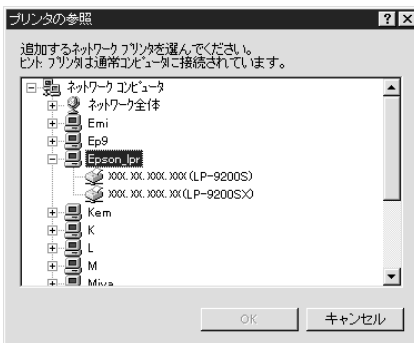 プリンタの参照
追加するネットワーク プリンタを選んでください。
ヒント: プリンタは通常コンピュータに接続されています。
ネットワーク コンピュータ
ネットワーク全体
Emi
Ep9
Epson_lpr
XXX.XX.XXX.XXX(LP-9200S)
XXX.XX.XXX.XX(LP-9200SX)
Kem
K
L
M
Miya
OK
キャンセル